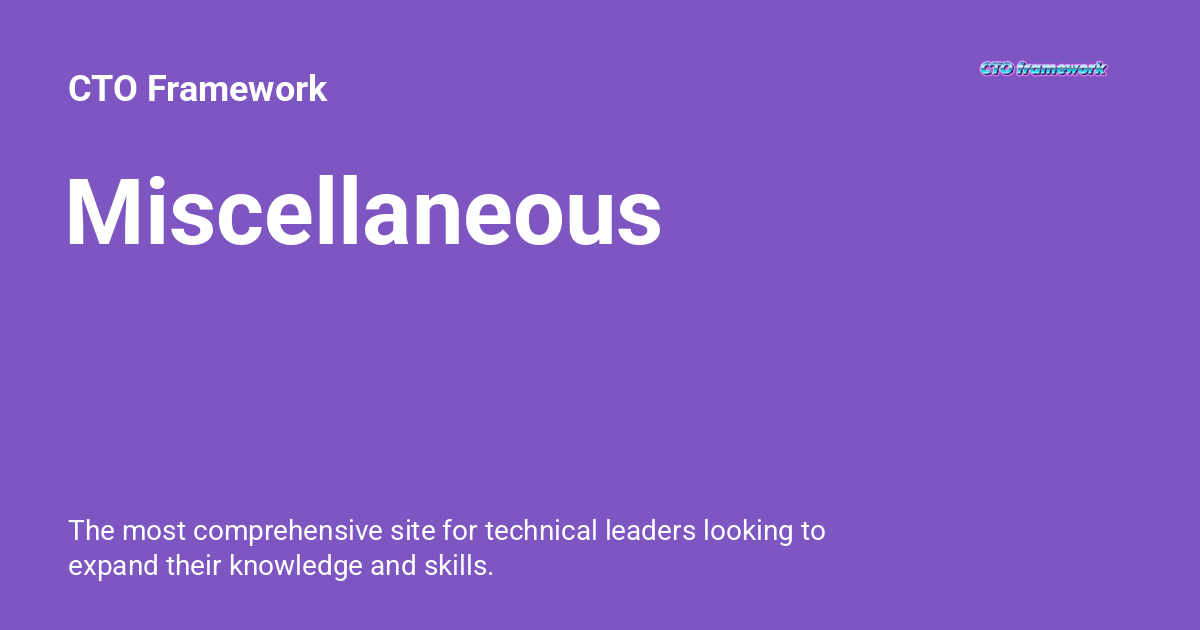 CTO Framework
CTO framework
Miscellaneous
The most comprehensive site for technical leaders looking to
expand their knowledge and skills.